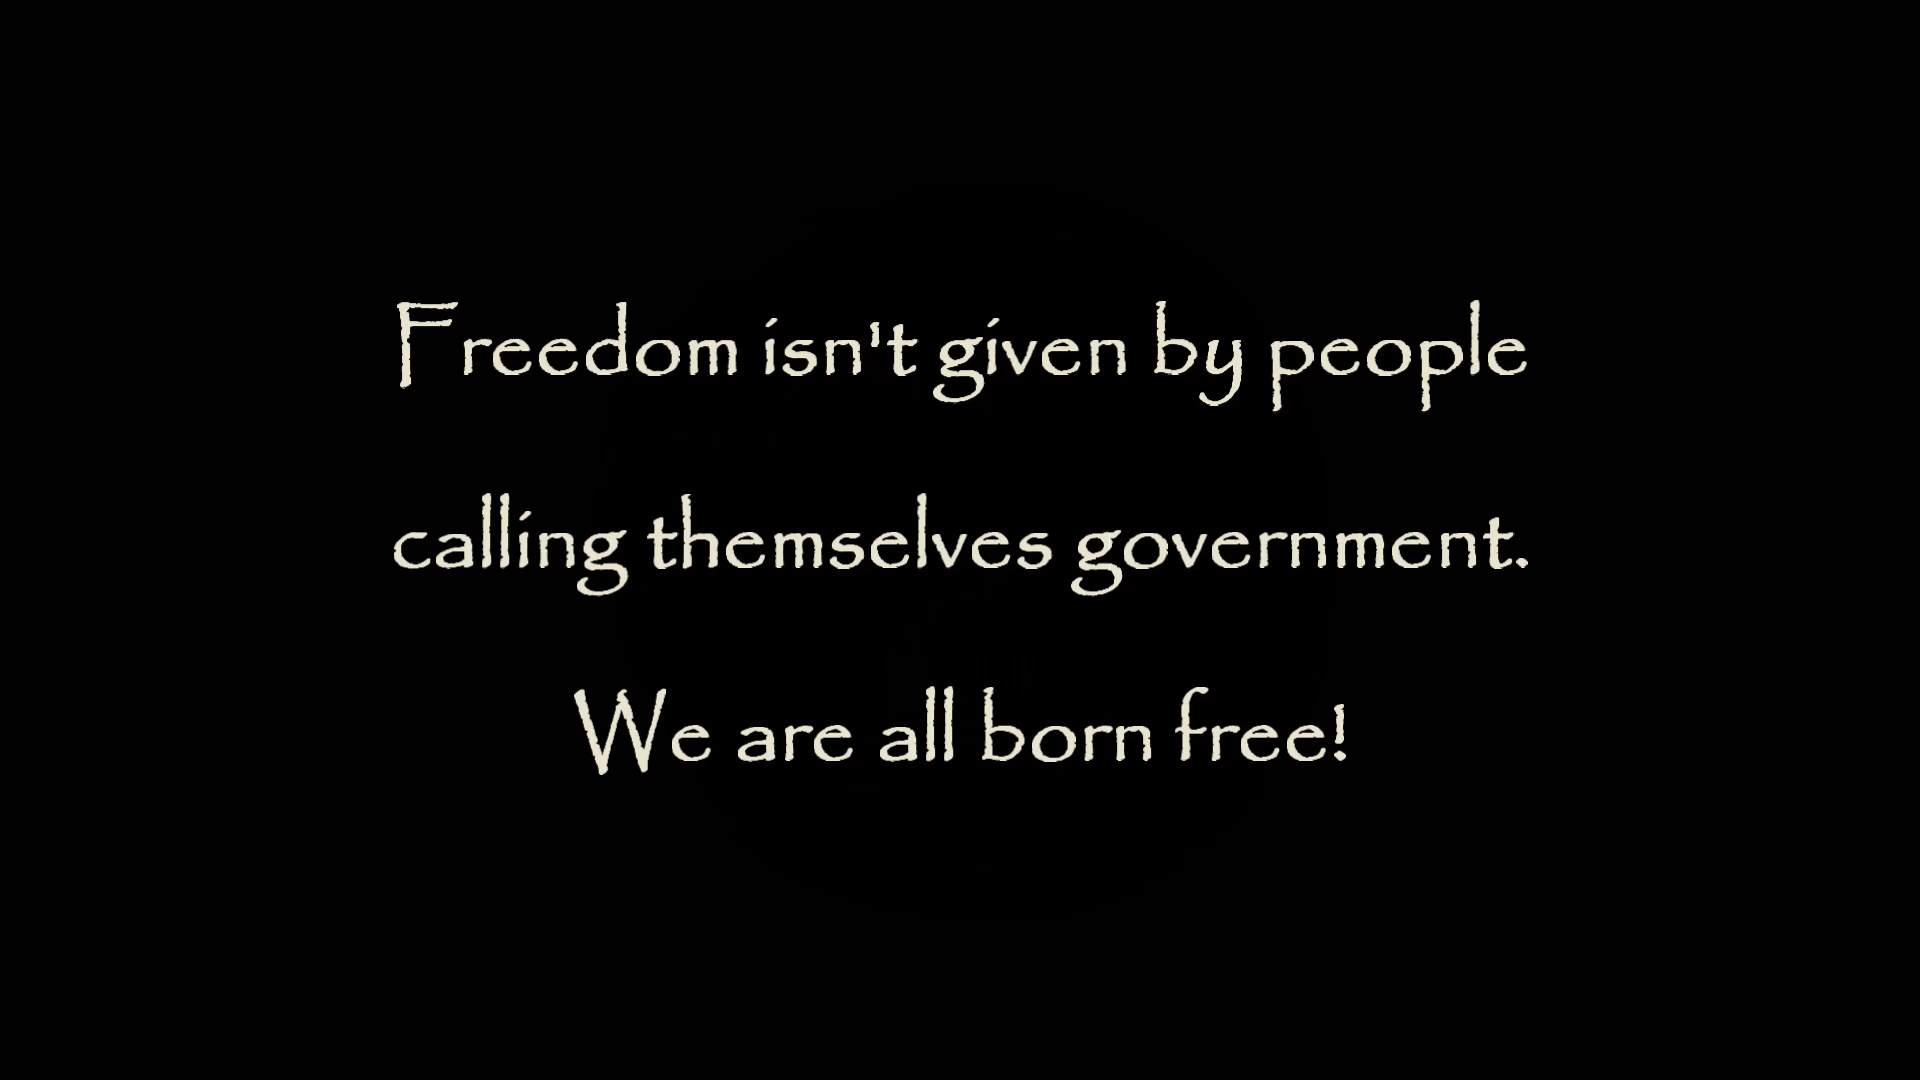 Freedom isn't given by people
calling themselves government.
We are all born free!